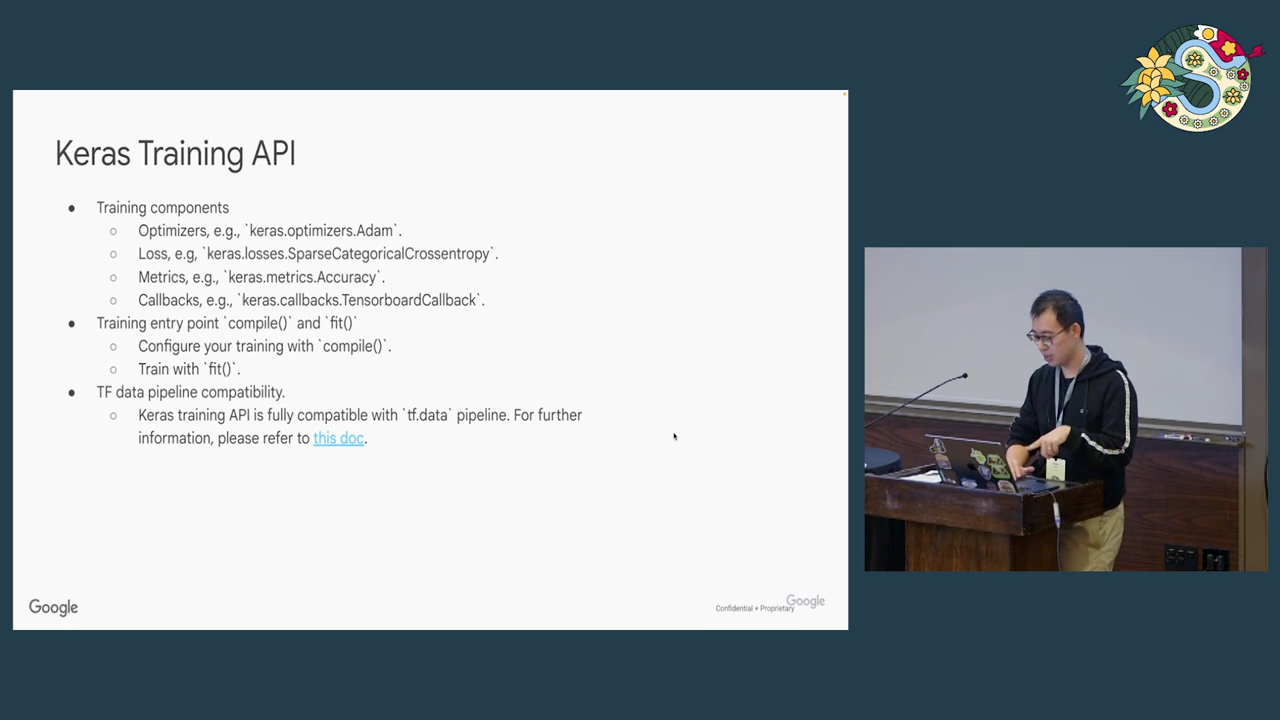 Keras Training API
● Training components
○ Optimizers, e.g., `keras.optimizers.Adam`.
○ Loss, e.g, `keras.losses.SparseCategoricalCrossentropy`.
○ Metrics, e.g., `keras.metrics.Accuracy`.
○ Callbacks, e.g., `keras.callbacks.TensorboardCallback`.
● Training entry point `compile()` and `fit()`
○ Configure your training with `compile()`.
○ Train with `fit()`.
● TF data pipeline compatibility.
○ Keras training API is fully compatible with `tf.data` pipeline. For further
information, please refer to this doc.
Google
Confidential + Proprietary
Google